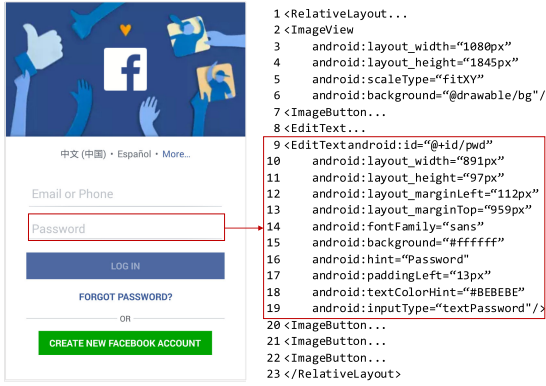 f
中文 (中国) • Español • More...
Email or Phone
Password
LOG IN
FORGOT PASSWORD?
OR
CREATE NEW FACEBOOK ACCOUNT
1 <RelativeLayout...
2 <ImageView
3 android:layout_width=“1080px”
4 android:layout_height=“1845px”
5 android:scaleType=“fitXY”
6 android:background=“@drawable/bg"/
7 <ImageButton...
8 <EditText...
9 <EditTextandroid:id=“@+id/pwd”
10 android:layout_width=“891px”
11 android:layout_height=“97px”
12 android:layout_marginLeft=“112px”
13 android:layout_marginTop=“959px”
14 android:fontFamily=“sans”
15 android:background=“#ffffff”
16 android:hint=“Password"
17 android:paddingLeft=“13px”
18 android:textColorHint=“#BEBEBE”
19 android:inputType=“textPassword"/>
20 <ImageButton...
21 <ImageButton...
22 <ImageButton...
23 </RelativeLayout>